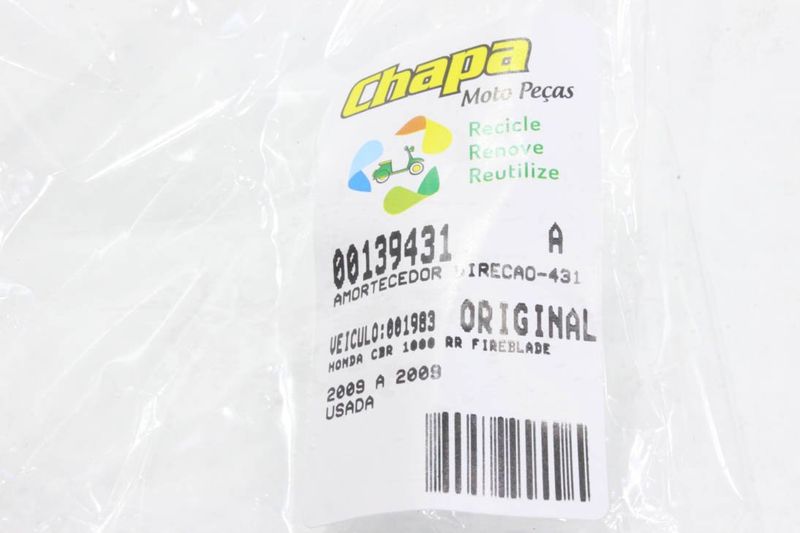 Chapa
Moto Peças
Recicle
Renove
Reutilize
00139431 A
AMORTECEDOR DIRECAO-431
VEICULO:001983 ORIGINAL
HONDA CBR 1000 RR FIREBLADE
2009 A 2009
USADA